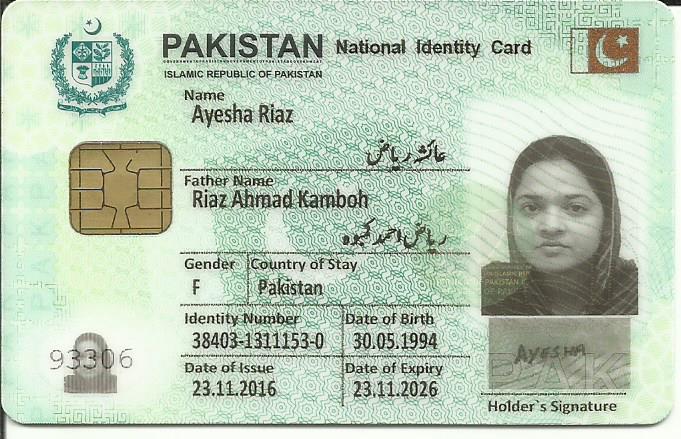 PAKISTAN National Identity Card
ISLAMIC REPUBLIC OF PAKISTAN
Name
Ayesha Riaz
عائشہ ریاض
Father Name
Riaz Ahmad Kamboh
ریاض احمد کمبوہ
Gender Country of Stay
F Pakistan
Identity Number Date of Birth
38403-1311153-0 30.05.1994
Date of Issue Date of Expiry
23.11.2016 23.11.2026
93306
AYESHA
PAK
Holder`s Signature